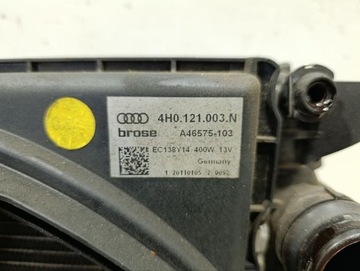 4H0.121.003.N
brose A46575-103
EC138Y14 400W 13V
Germany